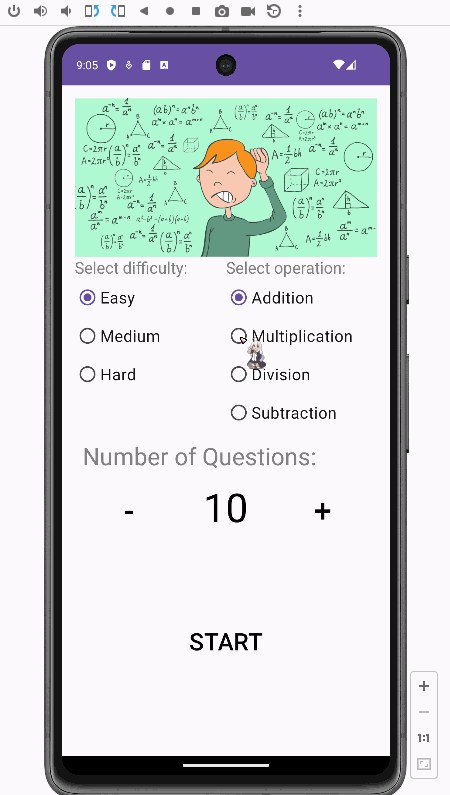 9:05
Select difficulty:
Select operation:
Easy
Addition
Medium
Multiplication
Hard
Division
Subtraction
Number of Questions:
- 10 +
START
1:1